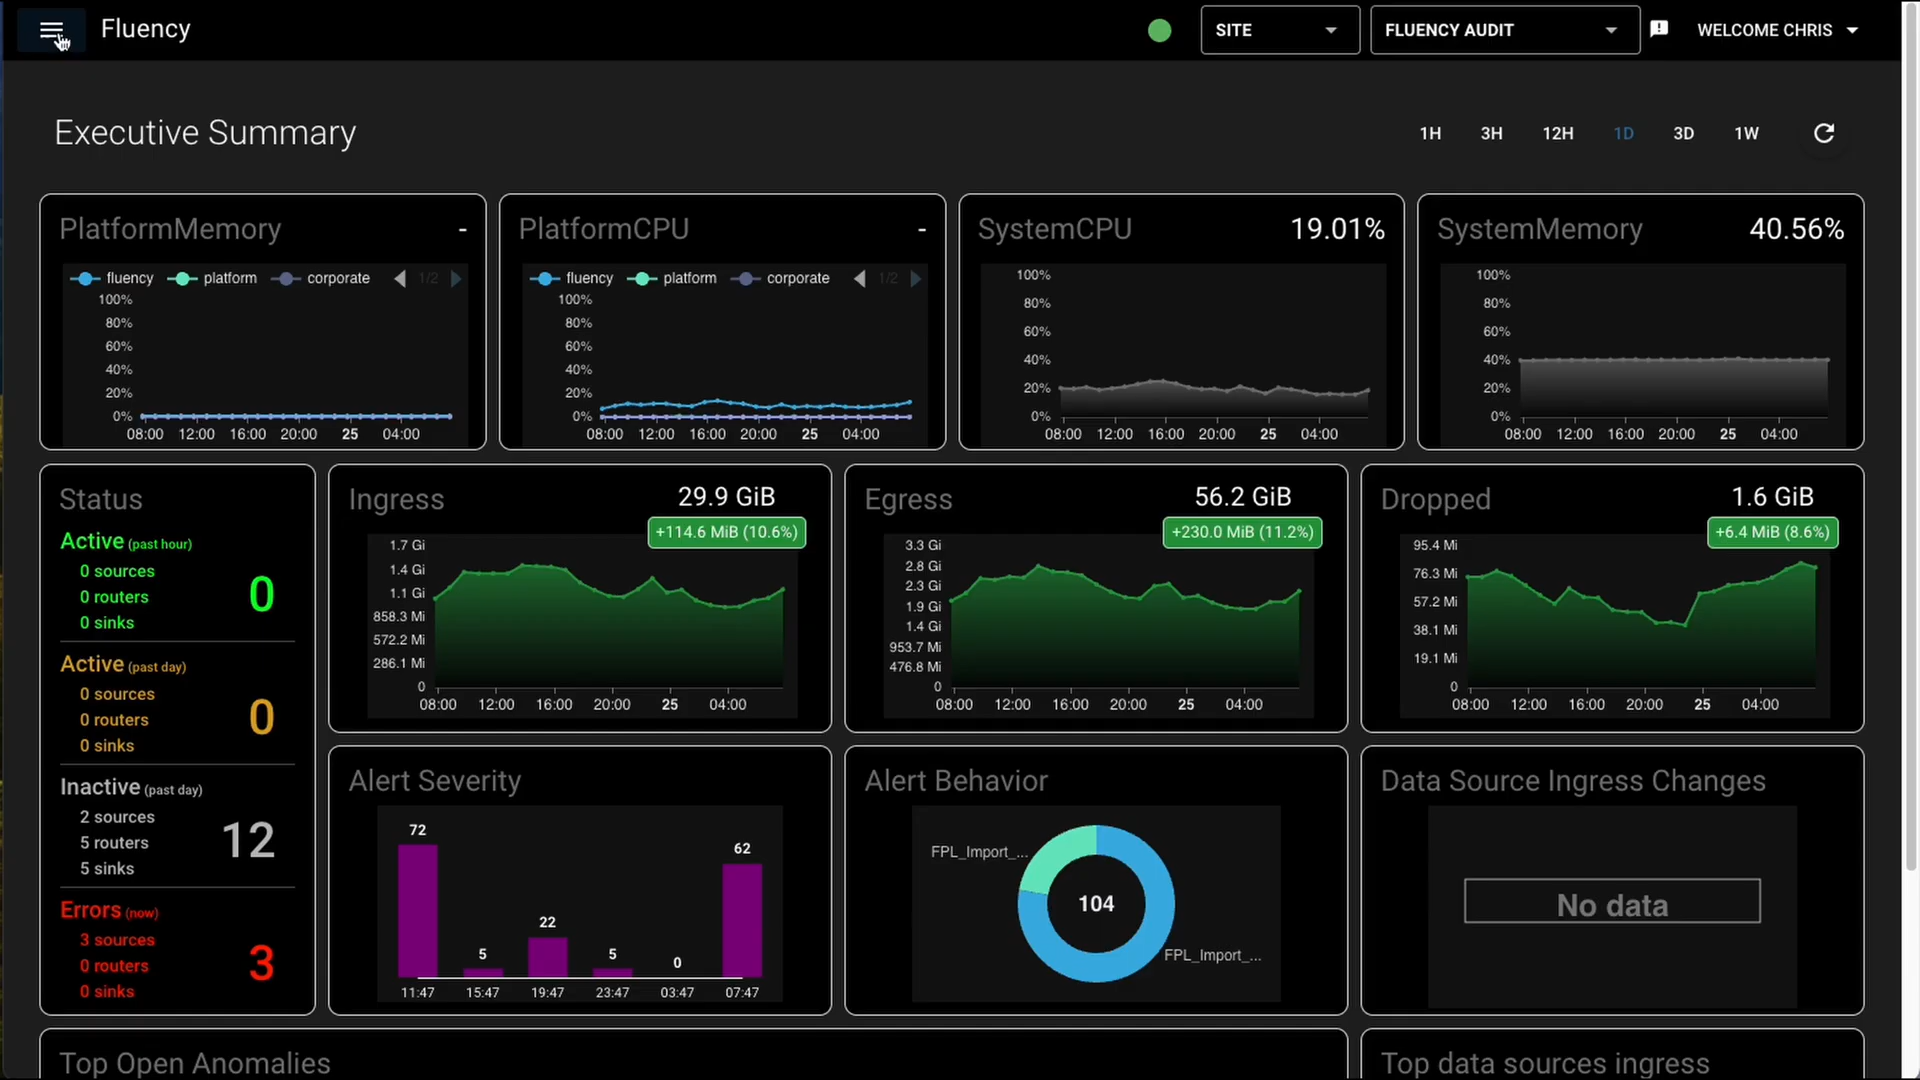 Fluency
SITE
FLUENCY AUDIT
WELCOME CHRIS
Executive Summary
1H 3H 12H 1D 3D 1W
PlatformMemory -
fluency platform corporate 1/2
100%
80%
60%
40%
20%
0%
08:00 12:00 16:00 20:00 25 04:00
PlatformCPU -
fluency platform corporate 1/2
100%
80%
60%
40%
20%
0%
08:00 12:00 16:00 20:00 25 04:00
SystemCPU 19.01%
100%
80%
60%
40%
20%
0%
08:00 12:00 16:00 20:00 25 04:00
SystemMemory 40.56%
100%
80%
60%
40%
20%
0%
08:00 12:00 16:00 20:00 25 04:00
Status
Active (past hour)
0 sources
0 routers
0 sinks
0
Active (past day)
0 sources
0 routers
0 sinks
0
Inactive (past day)
2 sources
5 routers
5 sinks
12
Errors (now)
3 sources
0 routers
0 sinks
3
Ingress 29.9 GiB
+114.6 MiB (10.6%)
1.7 Gi
1.4 Gi
1.1 Gi
858.3 Mi
572.2 Mi
286.1 Mi
0
08:00 12:00 16:00 20:00 25 04:00
Egress 56.2 GiB
+230.0 MiB (11.2%)
3.3 Gi
2.8 Gi
2.3 Gi
1.9 Gi
1.4 Gi
953.7 Mi
476.8 Mi
0
08:00 12:00 16:00 20:00 25 04:00
Dropped 1.6 GiB
+6.4 MiB (8.6%)
95.4 Mi
76.3 Mi
57.2 Mi
38.1 Mi
19.1 Mi
0
08:00 12:00 16:00 20:00 25 04:00
Alert Severity
72 5 22 5 0 62
11:47 15:47 19:47 23:47 03:47 07:47
Alert Behavior
FPL_Import_...
104
FPL_Import_...
Data Source Ingress Changes
No data
Top Open Anomalies
Top data sources ingress